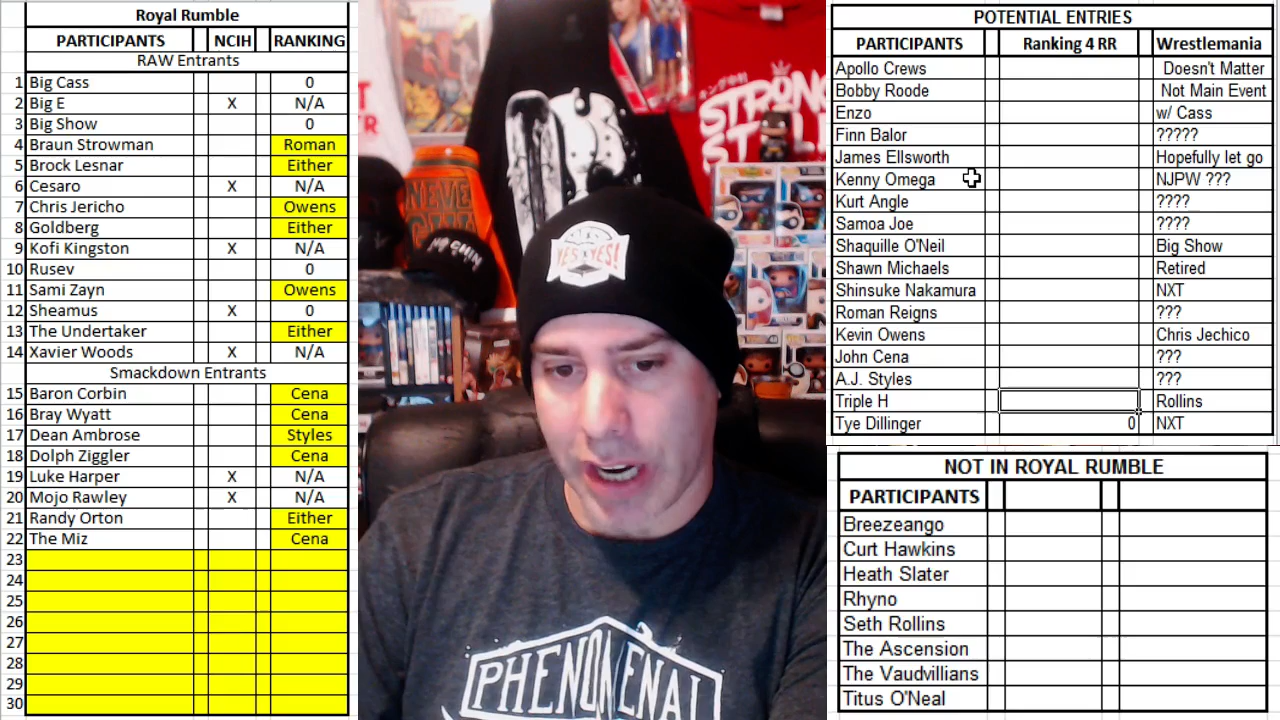 Royal Rumble
PARTICIPANTS NCIH RANKING
RAW Entrants
1 Big Cass 0
2 Big E X N/A
3 Big Show 0
4 Braun Strowman Roman
5 Brock Lesnar Either
6 Cesaro X N/A
7 Chris Jericho Owens
8 Goldberg Either
9 Kofi Kingston X N/A
10 Rusev 0
11 Sami Zayn Owens
12 Sheamus X 0
13 The Undertaker Either
14 Xavier Woods X N/A
Smackdown Entrants
15 Baron Corbin Cena
16 Bray Wyatt Cena
17 Dean Ambrose Styles
18 Dolph Ziggler Cena
19 Luke Harper X N/A
20 Mojo Rawley X N/A
21 Randy Orton Either
22 The Miz Cena
23
24
25
26
27
28
29
30
STRONG
STYLE
NEVER
NO CHIN
YES YES!
PHENOMENAL
POTENTIAL ENTRIES
PARTICIPANTS Ranking 4 RR Wrestlemania
Apollo Crews Doesn't Matter
Bobby Roode Not Main Event
Enzo w/ Cass
Finn Balor ?????
James Ellsworth Hopefully let go
Kenny Omega NJPW ???
Kurt Angle ????
Samoa Joe ????
Shaquille O'Neil Big Show
Shawn Michaels Retired
Shinsuke Nakamura NXT
Roman Reigns ???
Kevin Owens Chris Jechico
John Cena ???
A.J. Styles ???
Triple H Rollins
Tye Dillinger 0 NXT
NOT IN ROYAL RUMBLE
PARTICIPANTS
Breezeango
Curt Hawkins
Heath Slater
Rhyno
Seth Rollins
The Ascension
The Vaudvillians
Titus O'Neal